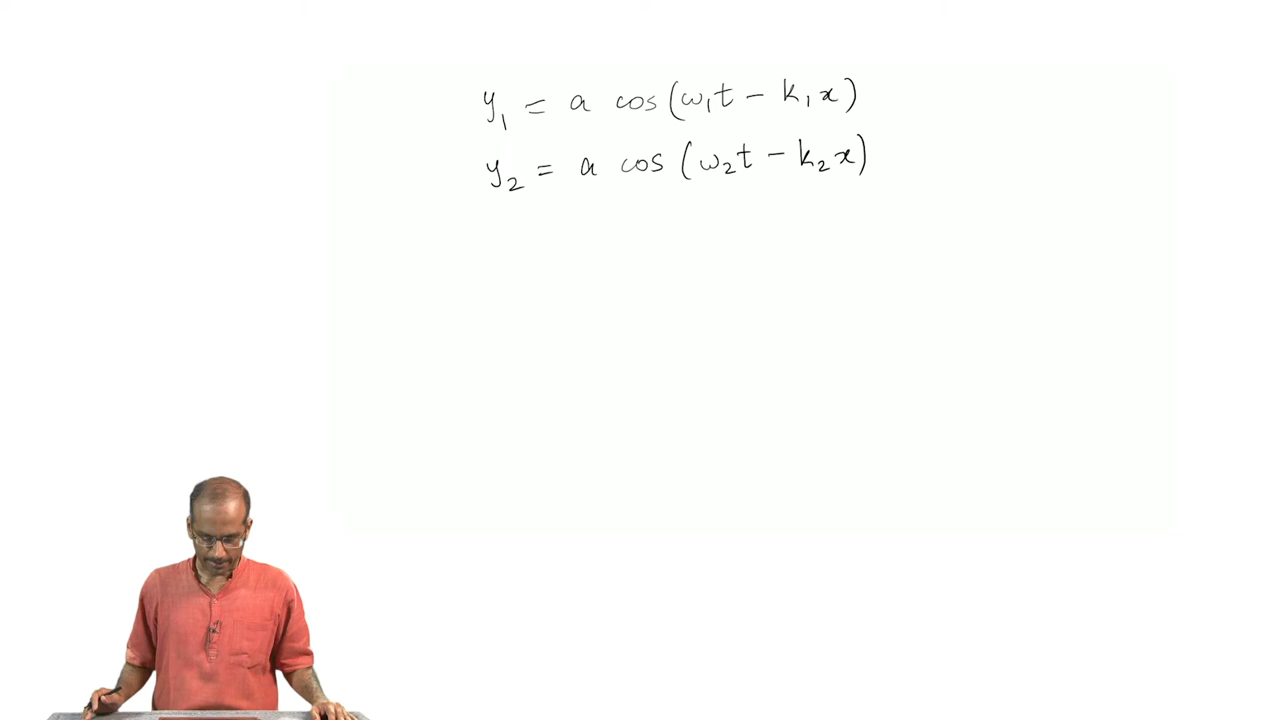 y₁ = a cos(ω₁t − k₁x)
y₂ = a cos(ω₂t − k₂x)